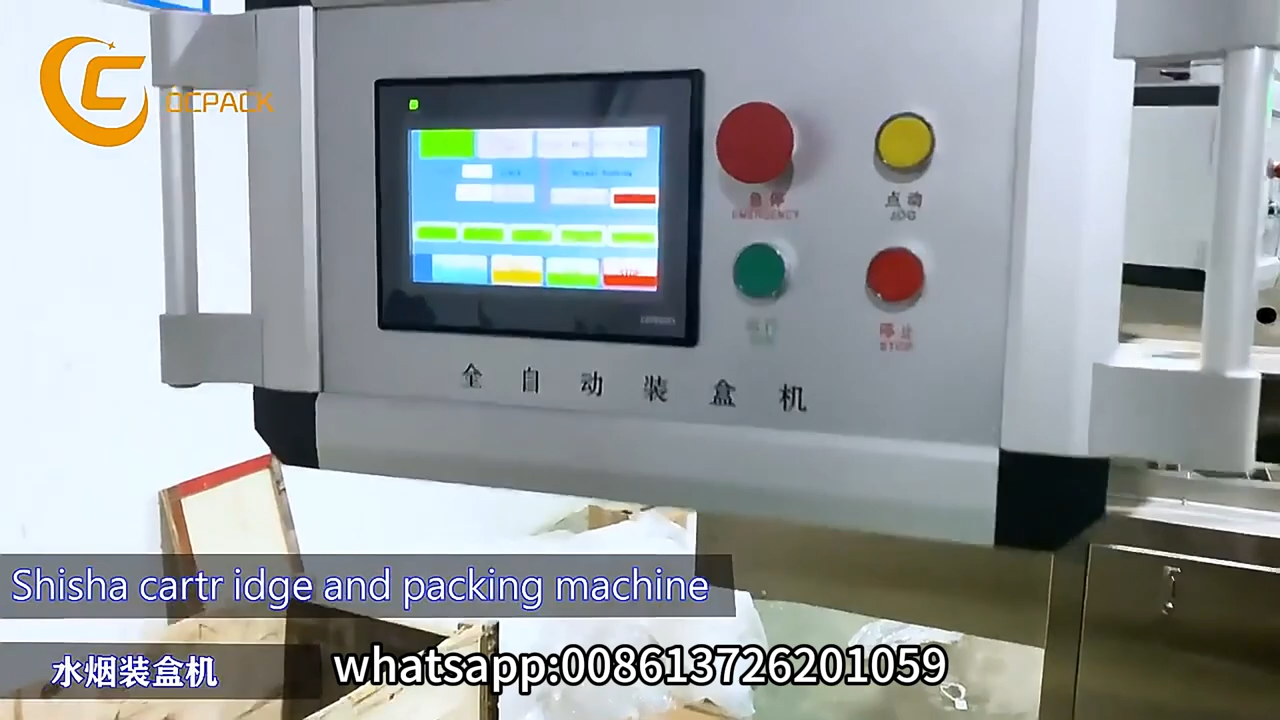 OCPACK
急停
EMERGENCY
点动
JOG
停止
STOP
全自动装盒机
Shisha cartr idge and packing machine
水烟装盒机
whatsapp:008613726201059